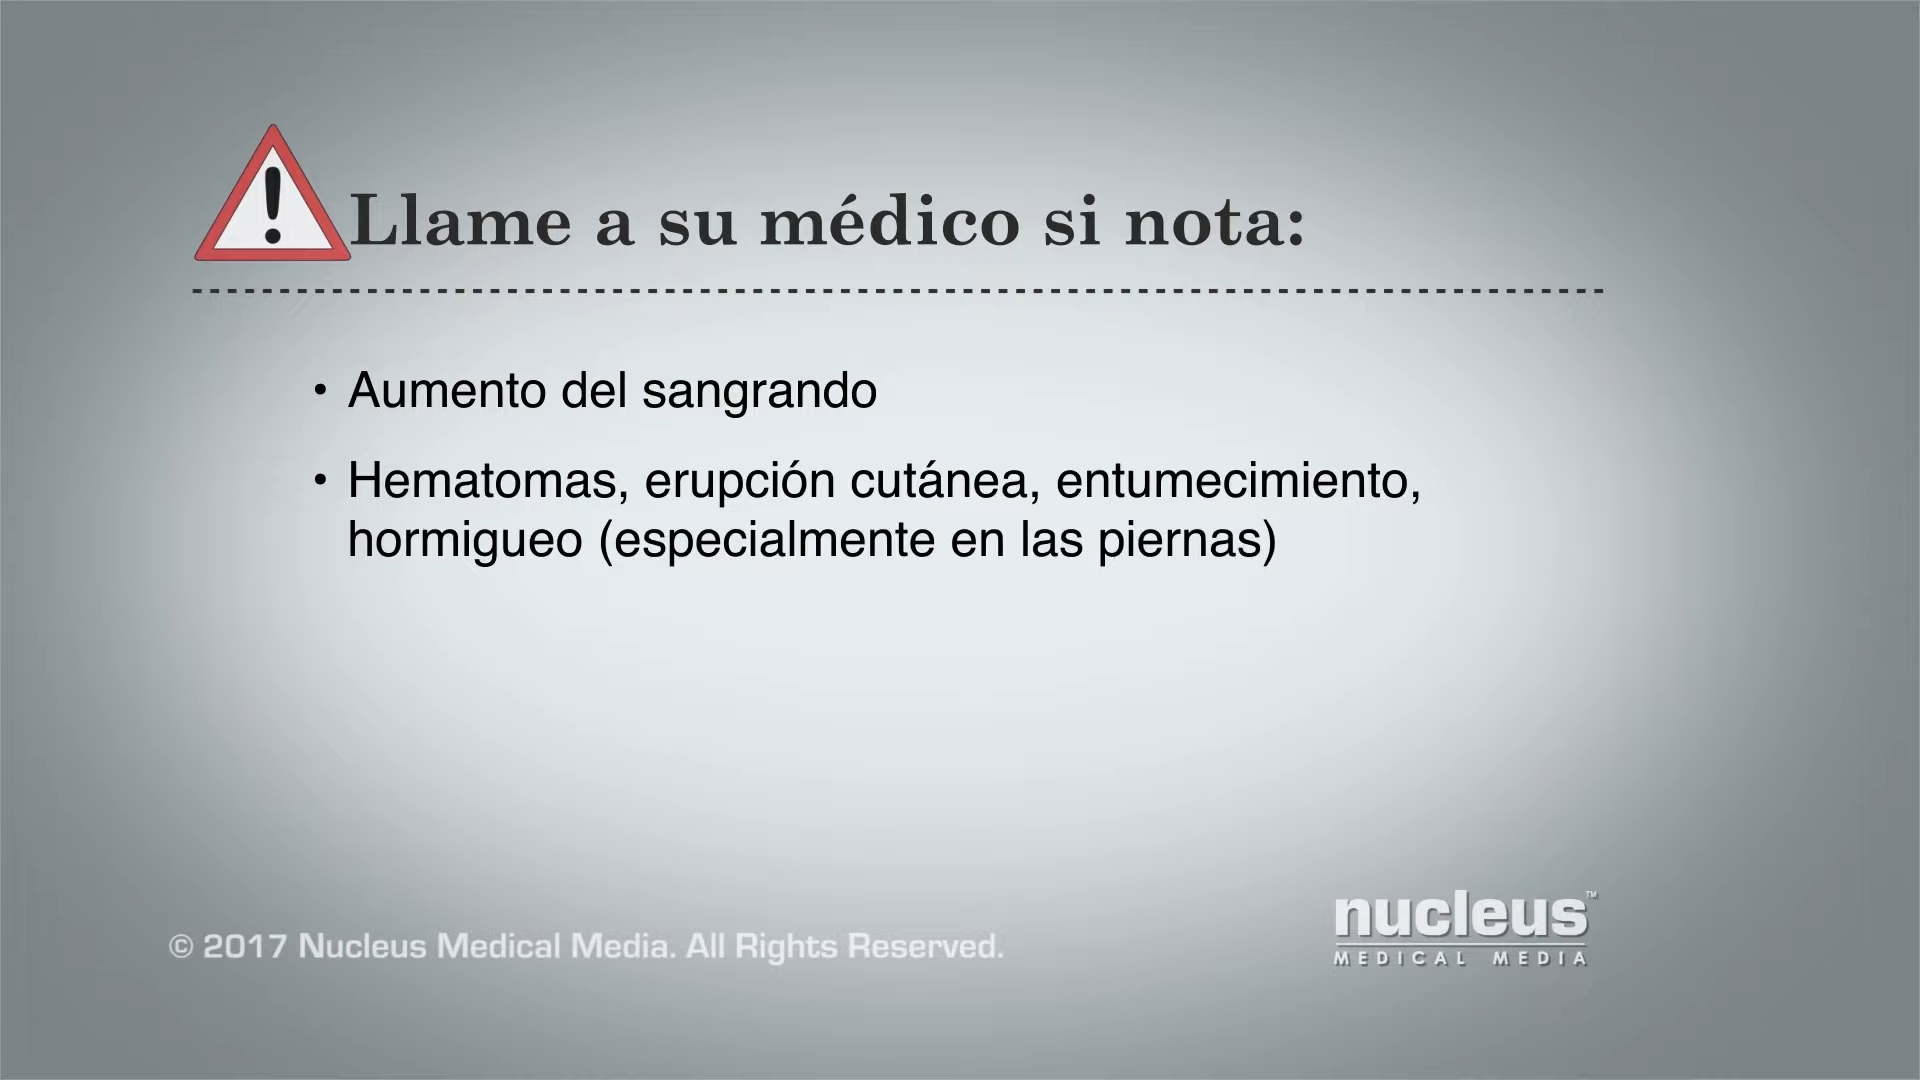 Llame a su médico si nota:
• Aumento del sangrando
• Hematomas, erupción cutánea, entumecimiento,
hormigueo (especialmente en las piernas)
© 2017 Nucleus Medical Media. All Rights Reserved.
nucleus™
MEDICAL MEDIA